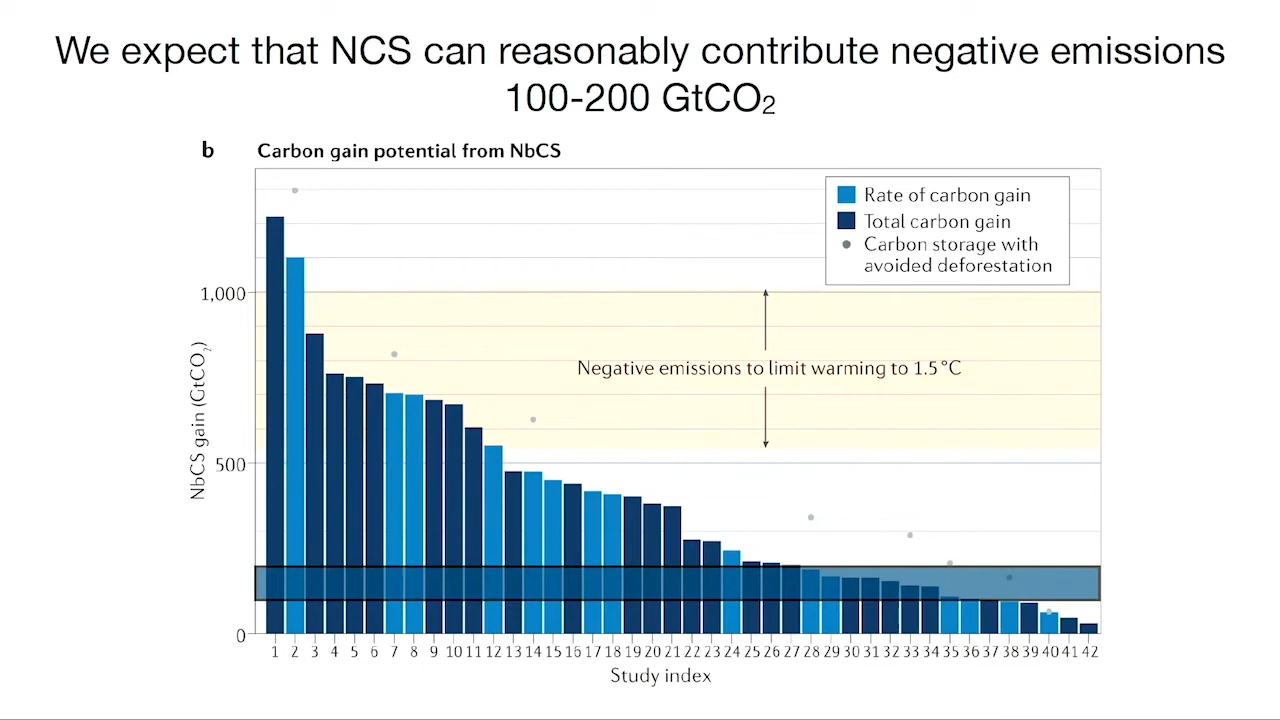 We expect that NCS can reasonably contribute negative emissions
100-200 GtCO₂
b Carbon gain potential from NbCS
Rate of carbon gain
Total carbon gain
Carbon storage with
avoided deforestation
1,000
Negative emissions to limit warming to 1.5 °C
NbCS gain (GtCO₂)
500
0
1 2 3 4 5 6 7 8 9 10 11 12 13 14 15 16 17 18 19 20 21 22 23 24 25 26 27 28 29 30 31 32 33 34 35 36 37 38 39 40 41 42
Study index